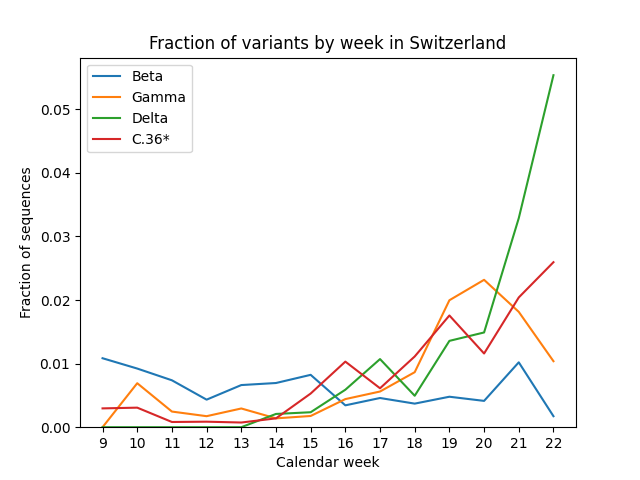 Fraction of variants by week in Switzerland
Beta
Gamma
Delta
C.36*
0.05
0.04
0.03
0.02
0.01
0.00
Fraction of sequences
9 10 11 12 13 14 15 16 17 18 19 20 21 22
Calendar week